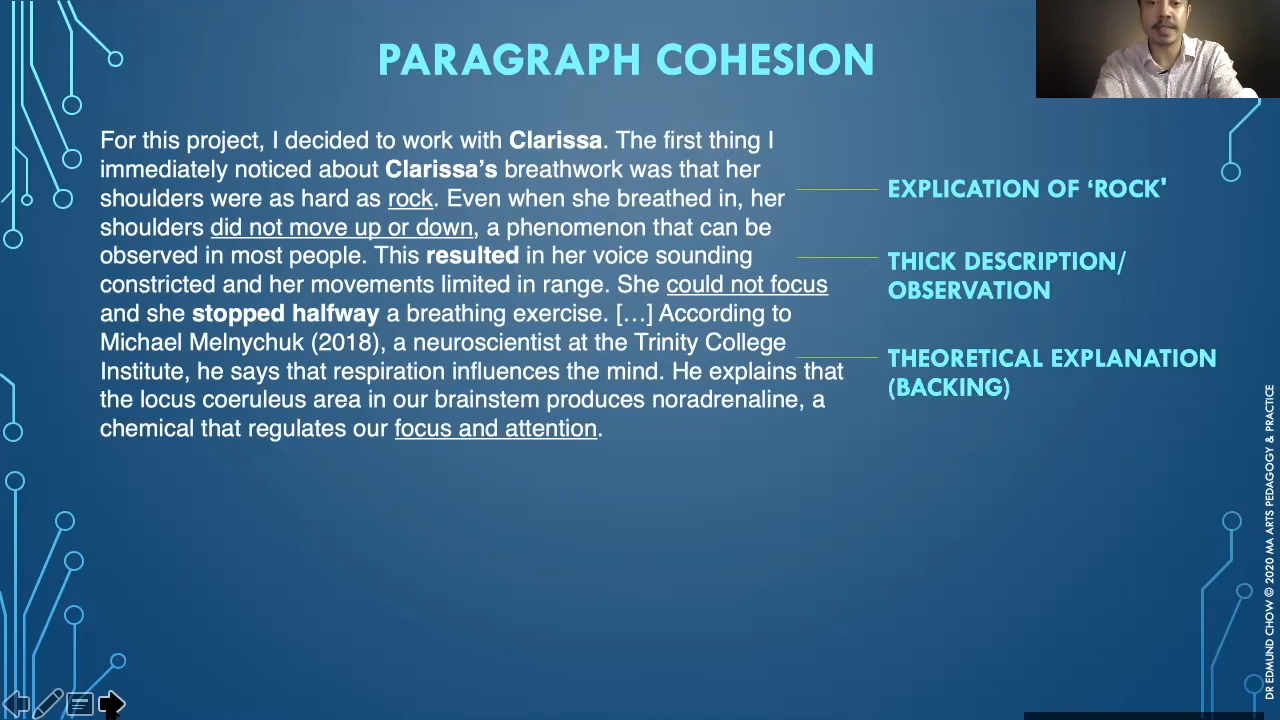 PARAGRAPH COHESION
For this project, I decided to work with Clarissa. The first thing I
immediately noticed about Clarissa’s breathwork was that her
shoulders were as hard as rock. Even when she breathed in, her
shoulders did not move up or down, a phenomenon that can be
observed in most people. This resulted in her voice sounding
constricted and her movements limited in range. She could not focus
and she stopped halfway a breathing exercise. […] According to
Michael Melnychuk (2018), a neuroscientist at the Trinity College
Institute, he says that respiration influences the mind. He explains that
the locus coeruleus area in our brainstem produces noradrenaline, a
chemical that regulates our focus and attention.
EXPLICATION OF ‘ROCK'
THICK DESCRIPTION/
OBSERVATION
THEORETICAL EXPLANATION
(BACKING)
DR EDMUND CHOW © 2020 MA ARTS PEDAGOGY & PRACTICE